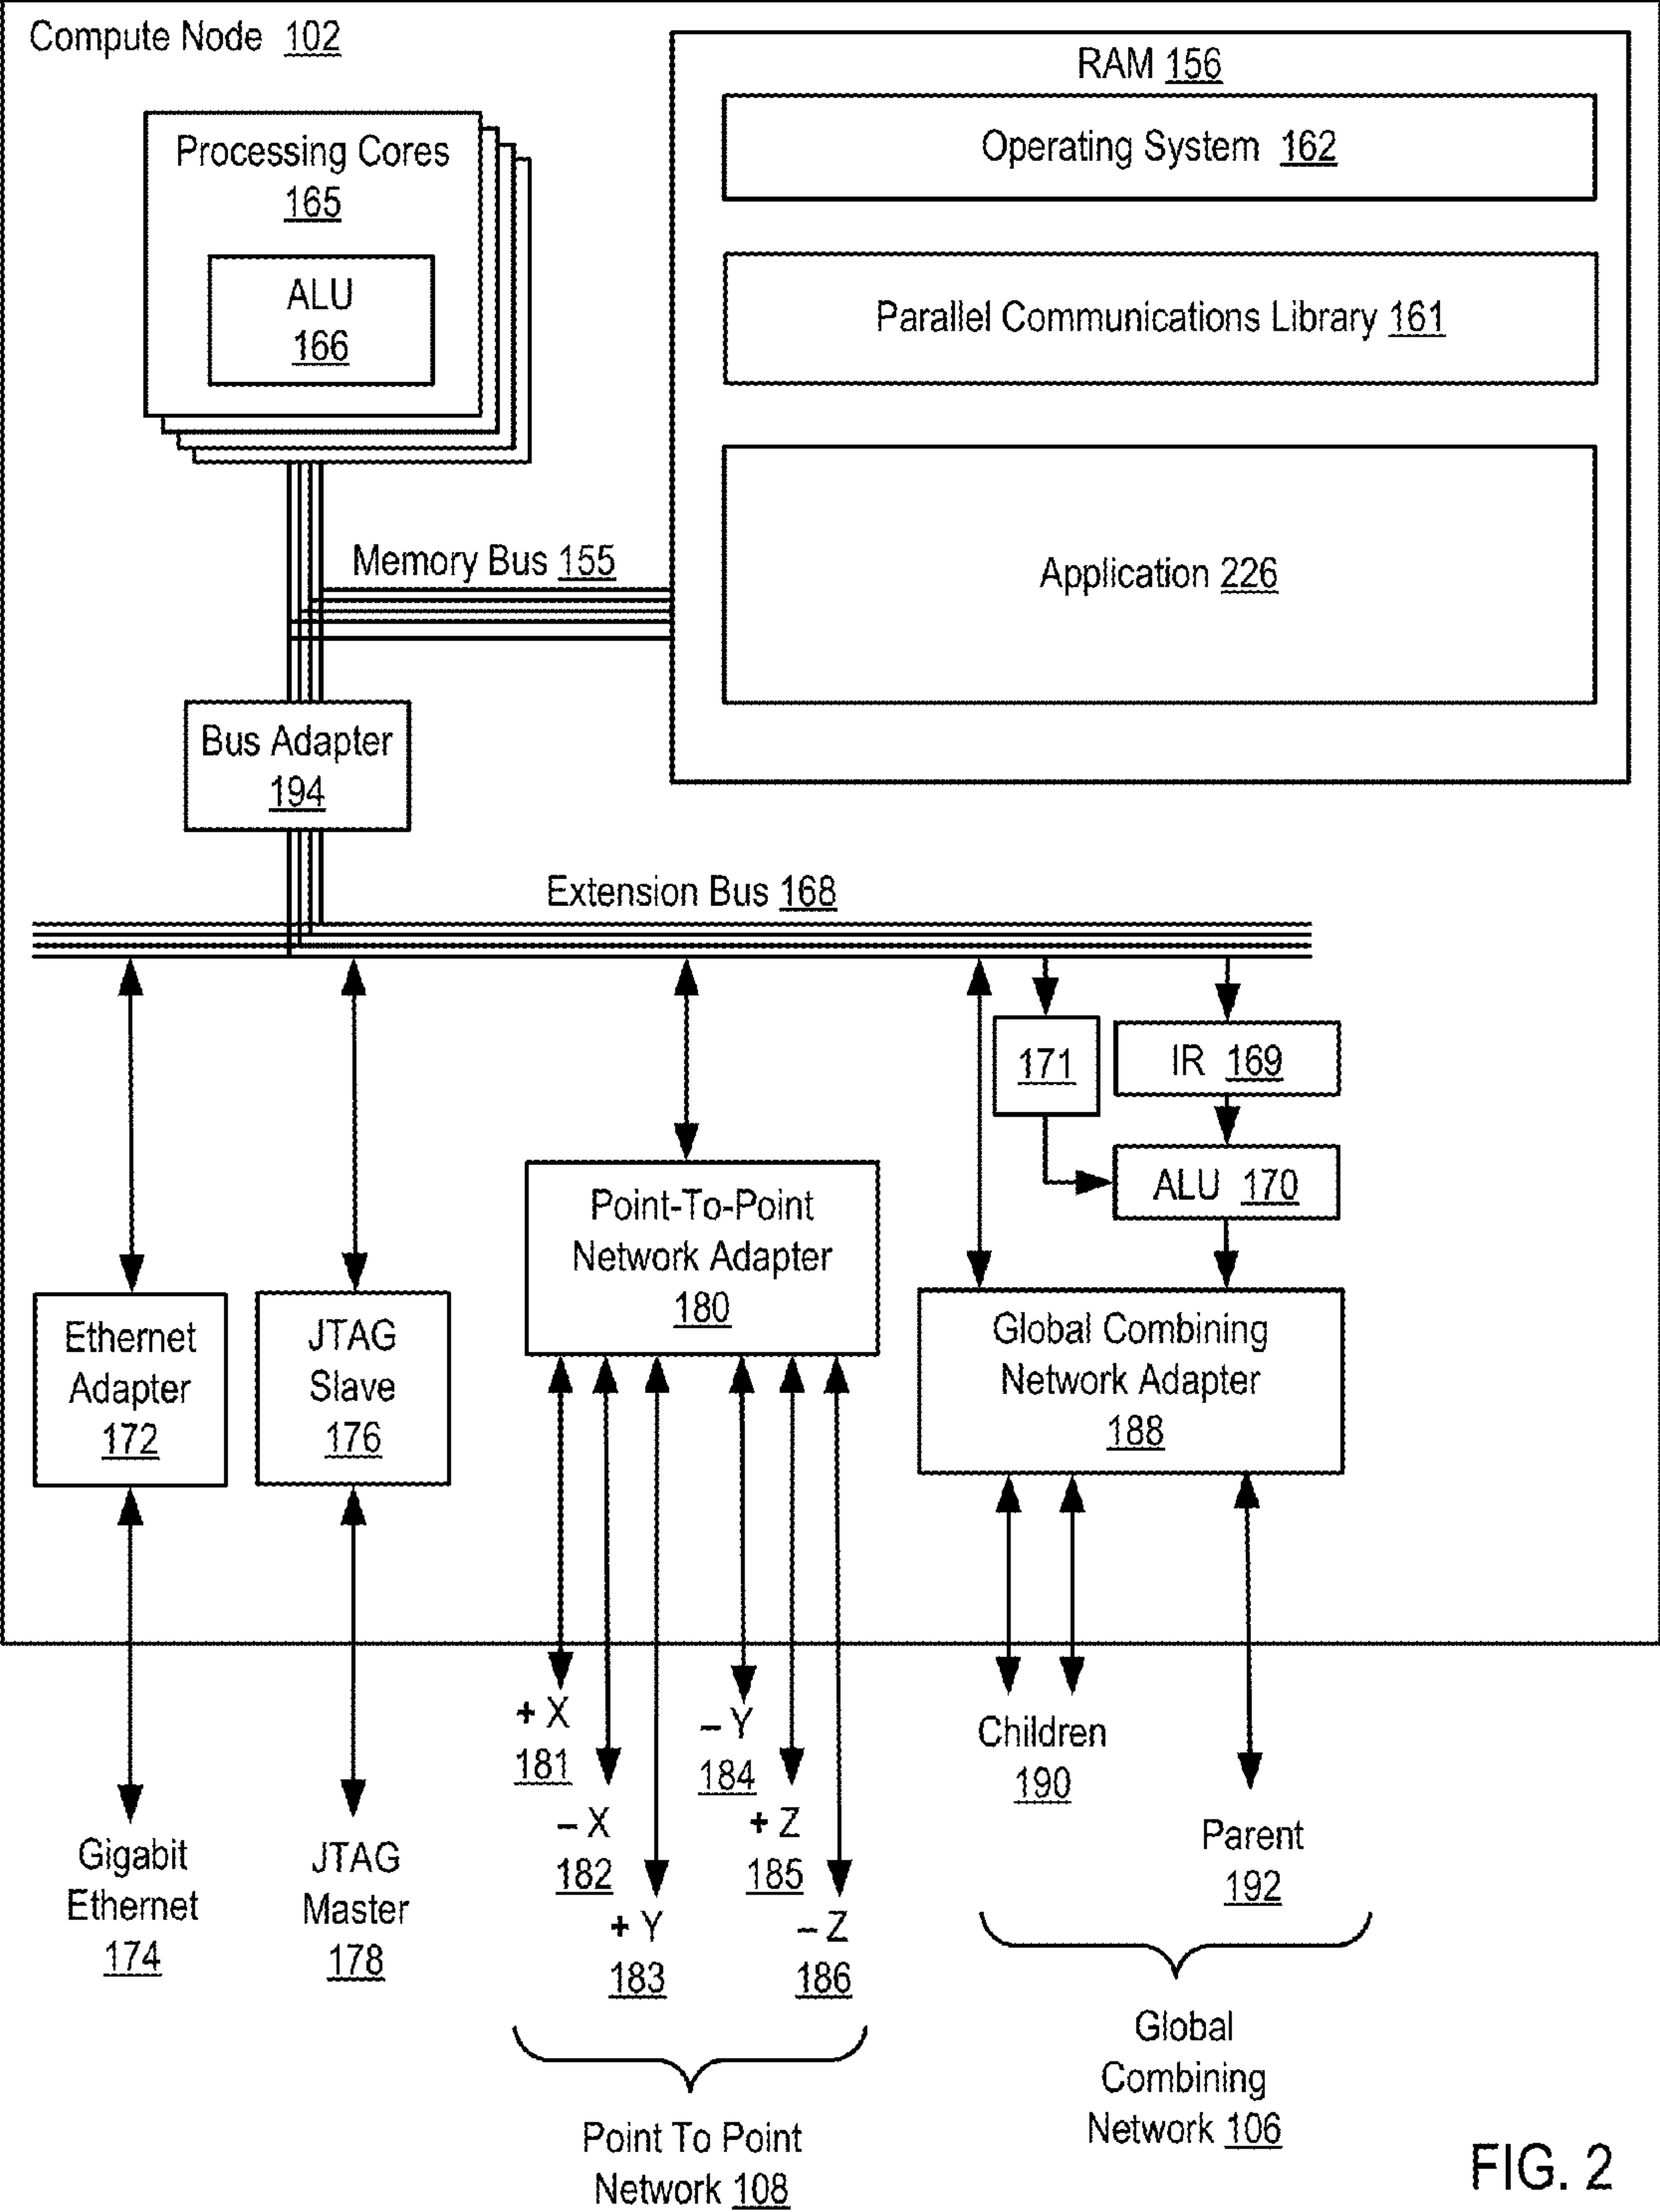 Compute Node 102
RAM 156
Operating System 162
Parallel Communications Library 161
Application 226
Processing Cores
165
ALU
166
Memory Bus 155
Bus Adapter
194
Extension Bus 168
171
IR 169
ALU 170
Point-To-Point
Network Adapter
180
Ethernet
Adapter
172
JTAG
Slave
176
Global Combining
Network Adapter
188
+ X
181
– X
182
+ Y
183
– Y
184
+ Z
185
– Z
186
Children
190
Parent
192
Gigabit
Ethernet
174
JTAG
Master
178
Point To Point
Network 108
Global
Combining
Network 106
FIG. 2